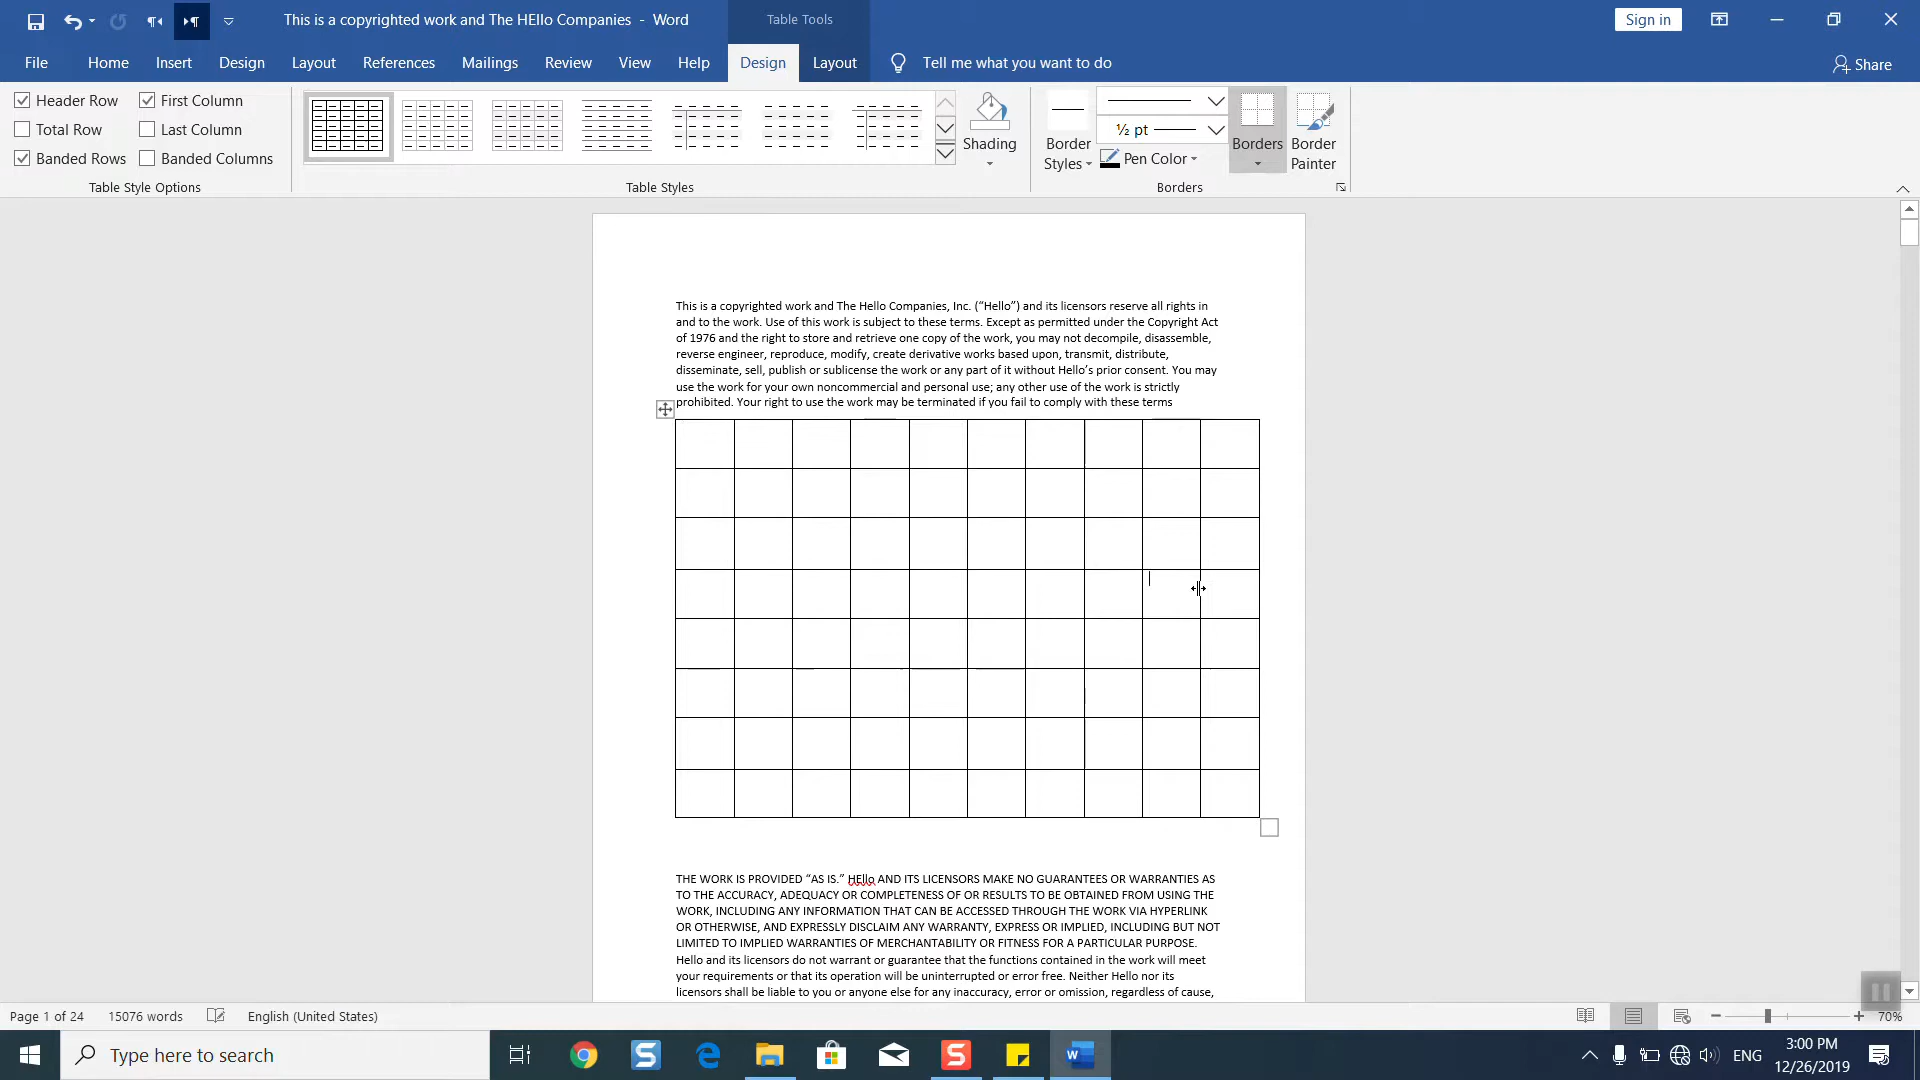 This is a copyrighted work and The HEllo Companies - Word
Table Tools
Sign in
File
Home
Insert
Design
Layout
References
Mailings
Review
View
Help
Design
Layout
Tell me what you want to do
Share
Header Row
First Column
Total Row
Last Column
Banded Rows
Banded Columns
Table Style Options
Table Styles
Shading
Border Styles
½ pt
Pen Color
Borders
Border Painter
Borders
This is a copyrighted work and The Hello Companies, Inc. (“Hello”) and its licensors reserve all rights in
and to the work. Use of this work is subject to these terms. Except as permitted under the Copyright Act
of 1976 and the right to store and retrieve one copy of the work, you may not decompile, disassemble,
reverse engineer, reproduce, modify, create derivative works based upon, transmit, distribute,
disseminate, sell, publish or sublicense the work or any part of it without Hello’s prior consent. You may
use the work for your own noncommercial and personal use; any other use of the work is strictly
prohibited. Your right to use the work may be terminated if you fail to comply with these terms
THE WORK IS PROVIDED “AS IS.” HEllo AND ITS LICENSORS MAKE NO GUARANTEES OR WARRANTIES AS
TO THE ACCURACY, ADEQUACY OR COMPLETENESS OF OR RESULTS TO BE OBTAINED FROM USING THE
WORK, INCLUDING ANY INFORMATION THAT CAN BE ACCESSED THROUGH THE WORK VIA HYPERLINK
OR OTHERWISE, AND EXPRESSLY DISCLAIM ANY WARRANTY, EXPRESS OR IMPLIED, INCLUDING BUT NOT
LIMITED TO IMPLIED WARRANTIES OF MERCHANTABILITY OR FITNESS FOR A PARTICULAR PURPOSE.
Hello and its licensors do not warrant or guarantee that the functions contained in the work will meet
your requirements or that its operation will be uninterrupted or error free. Neither Hello nor its
licensors shall be liable to you or anyone else for any inaccuracy, error or omission, regardless of cause,
Page 1 of 24
15076 words
English (United States)
70%
Type here to search
ENG
3:00 PM
12/26/2019